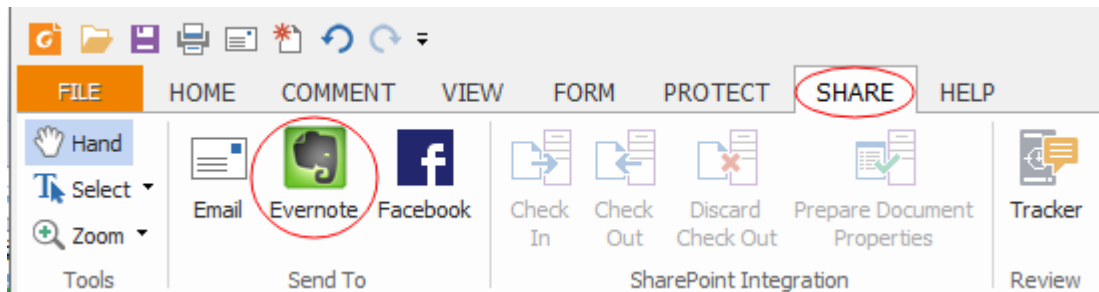 FILE HOME COMMENT VIEW FORM PROTECT SHARE HELP
Hand
Select
Zoom
Tools
Email Evernote Facebook
Send To
Check In
Check Out
Discard Check Out
Prepare Document Properties
SharePoint Integration
Tracker
Review